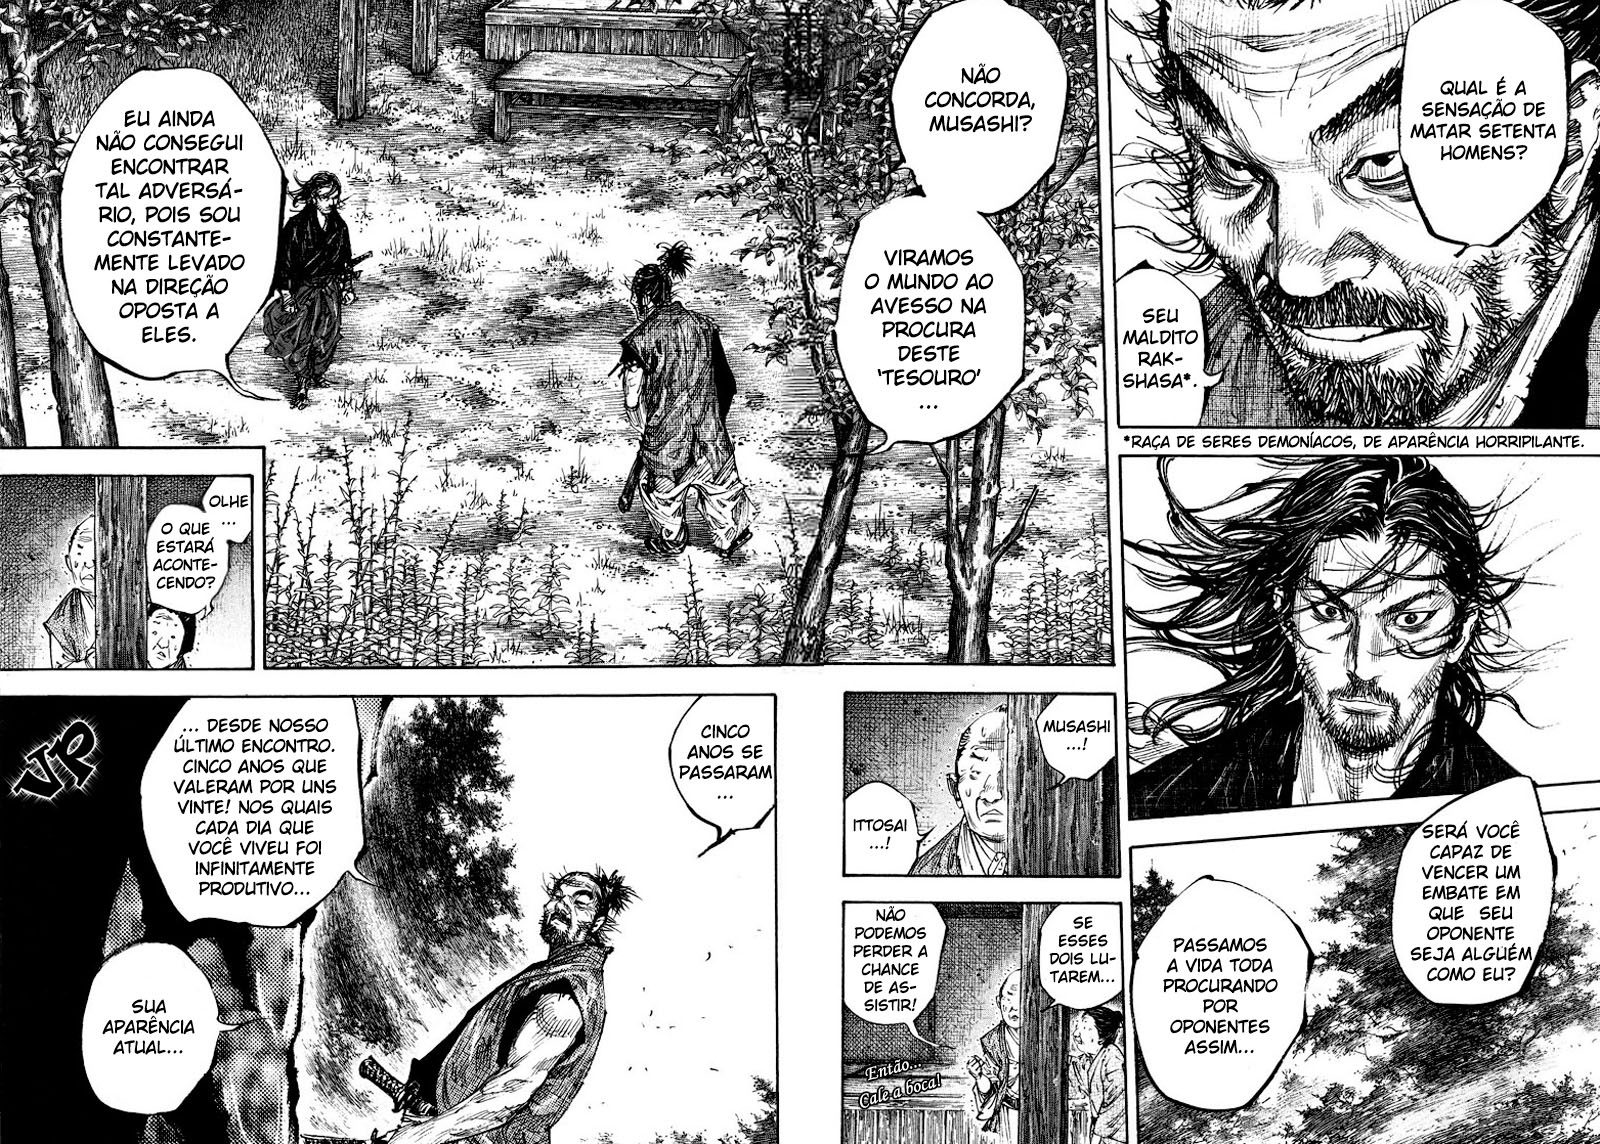 QUAL É A
SENSAÇÃO DE
MATAR SETENTA
HOMENS?
SEU
MALDITO
RAK-
SHASA*.
*RAÇA DE SERES DEMONÍACOS, DE APARÊNCIA HORRIPILANTE.
SERÁ VOCÊ
CAPAZ DE
VENCER UM
EMBATE EM
QUE SEU
OPONENTE
SEJA ALGUÉM
COMO EU?
PASSAMOS
A VIDA TODA
PROCURANDO
POR
OPONENTES
ASSIM...
NÃO
CONCORDA,
MUSASHI?
VIRAMOS
O MUNDO AO
AVESSO NA
PROCURA
DESTE
'TESOURO'
...
EU AINDA
NÃO CONSEGUI
ENCONTRAR
TAL ADVERSÁ-
RIO, POIS SOU
CONSTANTE-
MENTE LEVADO
NA DIREÇÃO
OPOSTA A
ELES.
OLHE
...
O QUE
ESTARÁ
ACONTE-
CENDO?
MUSASHI
...!
ITTOSAI
...!
SE
ESSES
DOIS LU-
TAREM...
NÃO
PODEMOS
PERDER A
CHANCE
DE AS-
SISTIR!
Então...
Cale a boca!
CINCO
ANOS SE
PASSARAM
...
... DESDE NOSSO
ÚLTIMO ENCONTRO.
CINCO ANOS QUE
VALERAM POR UNS
VINTE! NOS QUAIS
CADA DIA QUE
VOCÊ VIVEU FOI
INFINITAMENTE
PRODUTIVO...
SUA
APARÊNCIA
ATUAL...
VP